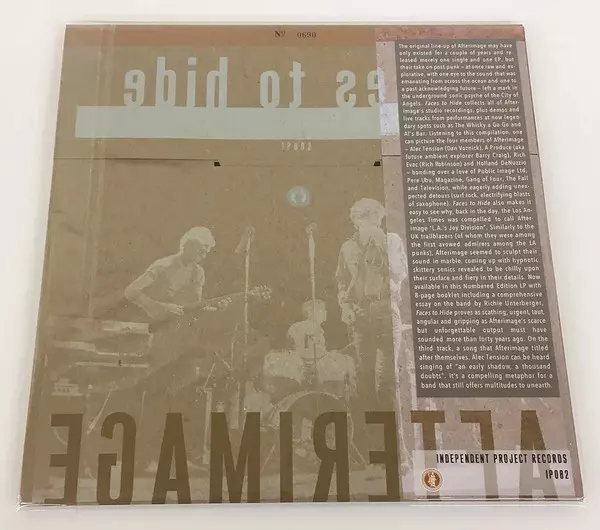 Nº 0600
es to hide
IP082
The original line-up of Afterimage may have
only existed for a couple of years and re-
leased merely one single and one EP, but
their take on post punk – at once raw and ex-
plorative, with one eye to the sound that was
emanating from across the ocean and one to
a past acknowledging future – left a mark in
the underground sonic psyche of the City of
Angels. Faces to Hide collects all of After-
image's studio recordings, plus demos and
live tracks from performances at now legen-
dary spots such as The Whisky a Go Go and
Al's Bar. Listening to this compilation, one
can picture the four members of Afterimage
– Alec Tension (Dan Voznick), A Produce (aka
future ambient explorer Barry Craig), Rich
Evac (Rich Robinson) and Holland DeNuzzio
– bonding over a love of Public Image Ltd,
Pere Ubu, Magazine, Gang of Four, The Fall
and Television, while eagerly adding unex-
pected detours (surf rock, electrifying blasts
of saxophone). Faces to Hide also makes it
easy to see why, back in the day, the Los An-
geles Times was compelled to call After-
image "L.A.'s Joy Division". Similarly to the
UK trailblazers (of whom they were among
the first avowed admirers among the LA
punks), Afterimage seemed to sculpt their
sound in marble, coming up with hypnotic
skittery sonics revealed to be chilly upon
their surface and fiery in their details. Now
available in this Numbered Edition LP with
8-page booklet including a comprehensive
essay on the band by Richie Unterberger,
Faces to Hide proves as scathing, urgent, taut,
angular and gripping as Afterimage's scarce
but unforgettable output must have
sounded more than forty years ago. On the
third track, a song that Afterimage titled
after themselves, Alec Tension can be heard
singing of "an early shadow, a thousand
doubts". It's a compelling metaphor for a
band that still offers multitudes to unearth.
AFTERIMAGE
INDEPENDENT PROJECT RECORDS
IP082